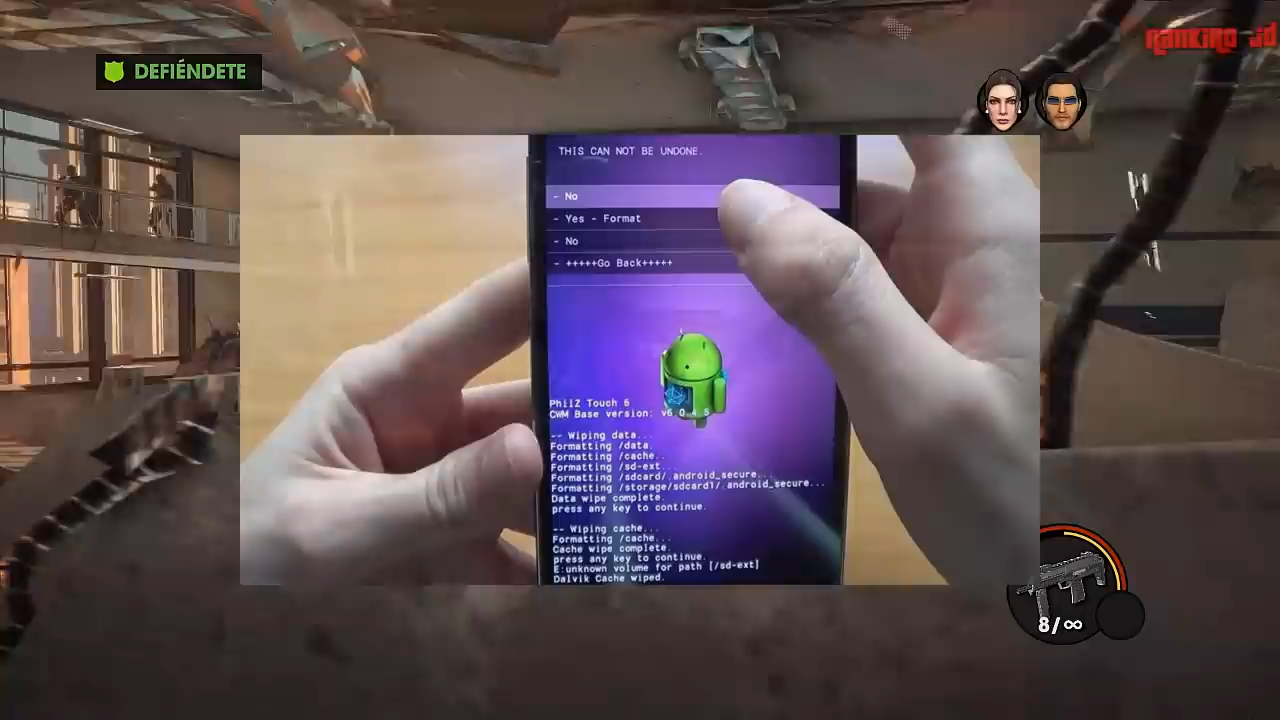 RANKIRO JD
DEFIÉNDETE
THIS CAN NOT BE UNDONE.
- No
- Yes - Format
- No
- +++++Go Back+++++
PhilZ Touch 6
CWM Base version: v6.0.4.5
-- Wiping data...
Formatting /data.
Formatting /cache..
Formatting /sd-ext...
Formatting /sdcard/.android_secure...
Formatting /storage/sdcard1/.android_secure...
Data wipe complete.
press any key to continue.
-- Wiping cache...
Formatting /cache...
Cache wipe complete.
press any key to continue.
E:unknown volume for path [/sd-ext]
Dalvik Cache wiped.
8/∞